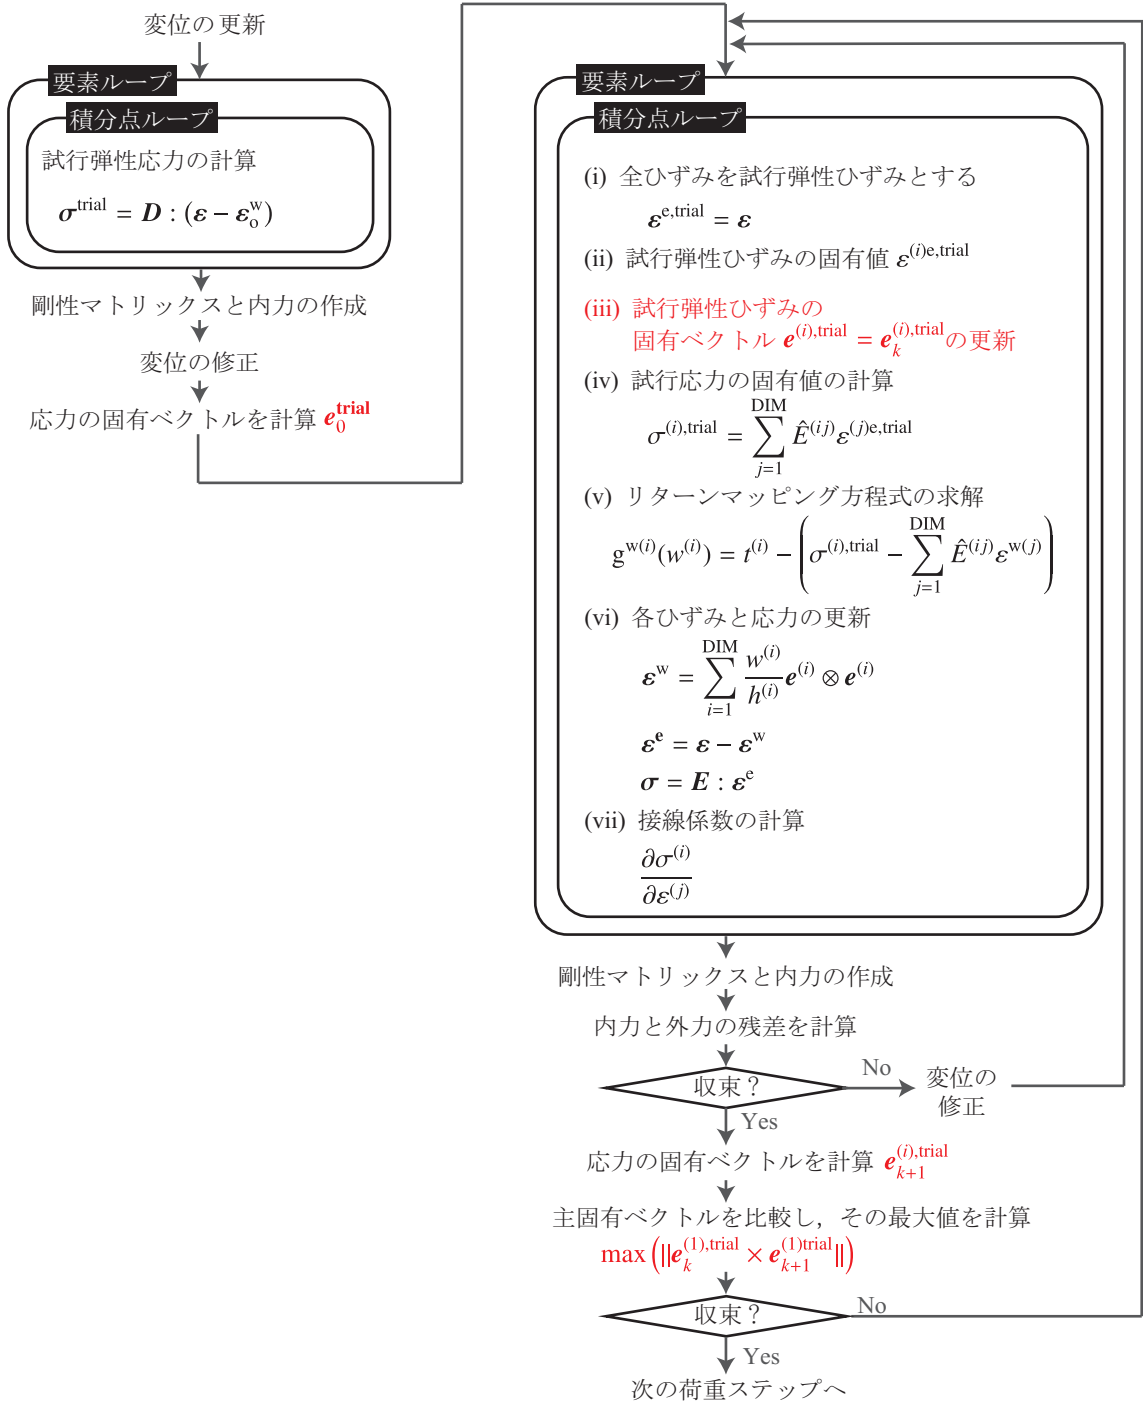 変位の更新
要素ループ
積分点ループ
試行弾性応力の計算
σ^trial = D : (ε − ε_o^w)
剛性マトリックスと内力の作成
変位の修正
応力の固有ベクトルを計算 e_0^trial
要素ループ
積分点ループ
(i) 全ひずみを試行弾性ひずみとする
ε^{e,trial} = ε
(ii) 試行弾性ひずみの固有値 ε^{(i)e,trial}
(iii) 試行弾性ひずみの
固有ベクトル e^{(i),trial} = e_k^{(i),trial}の更新
(iv) 試行応力の固有値の計算
σ^{(i),trial} = ∑_{j=1}^{DIM} Ê^{(ij)} ε^{(j)e,trial}
(v) リターンマッピング方程式の求解
g^{w(i)}(w^{(i)}) = t^{(i)} − (σ^{(i),trial} − ∑_{j=1}^{DIM} Ê^{(ij)} ε^{w(j)})
(vi) 各ひずみと応力の更新
ε^w = ∑_{i=1}^{DIM} w^{(i)}/h^{(i)} e^{(i)} ⊗ e^{(i)}
ε^e = ε − ε^w
σ = E : ε^e
(vii) 接線係数の計算
∂σ^{(i)}/∂ε^{(j)}
剛性マトリックスと内力の作成
内力と外力の残差を計算
収束？
No
変位の
修正
Yes
応力の固有ベクトルを計算 e_{k+1}^{(i),trial}
主固有ベクトルを比較し，その最大値を計算
max (||e_k^{(1),trial} × e_{k+1}^{(1)trial}||)
収束？
No
Yes
次の荷重ステップへ